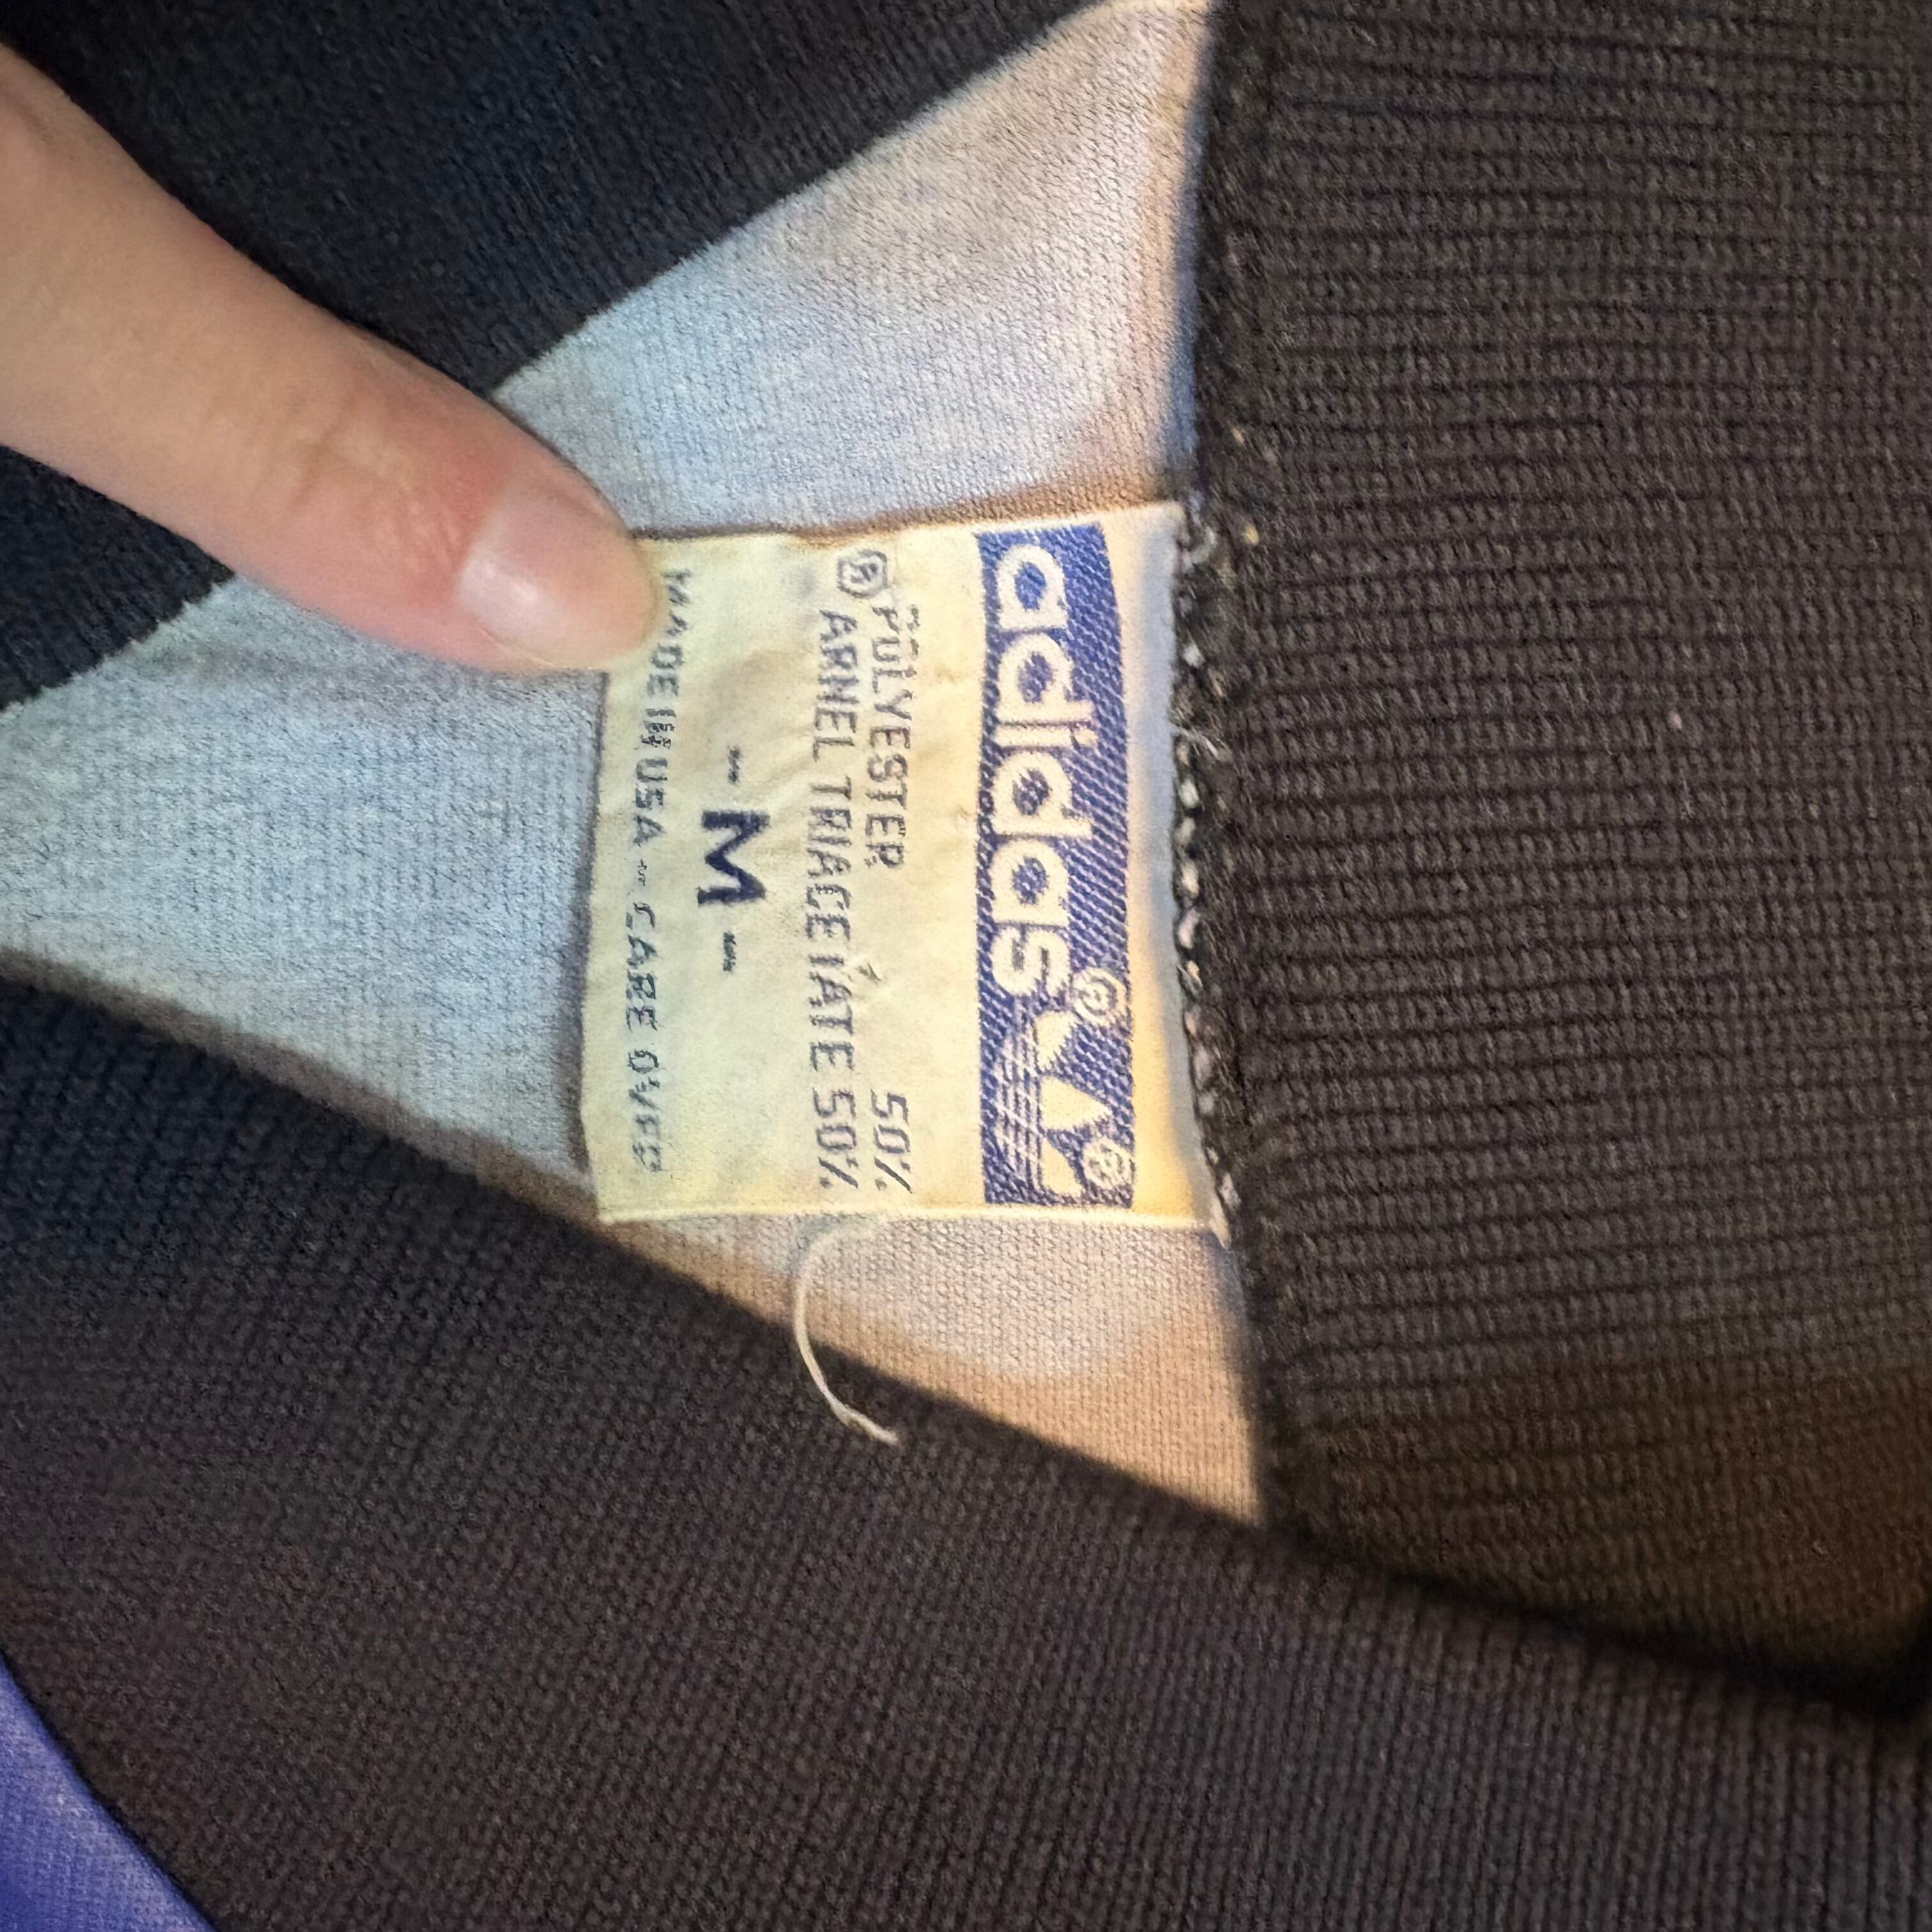 adidas®
®
POLYESTER 50%
® ARNEL TRIACETATE 50%
- M -
MADE IN USA - CARE OVER